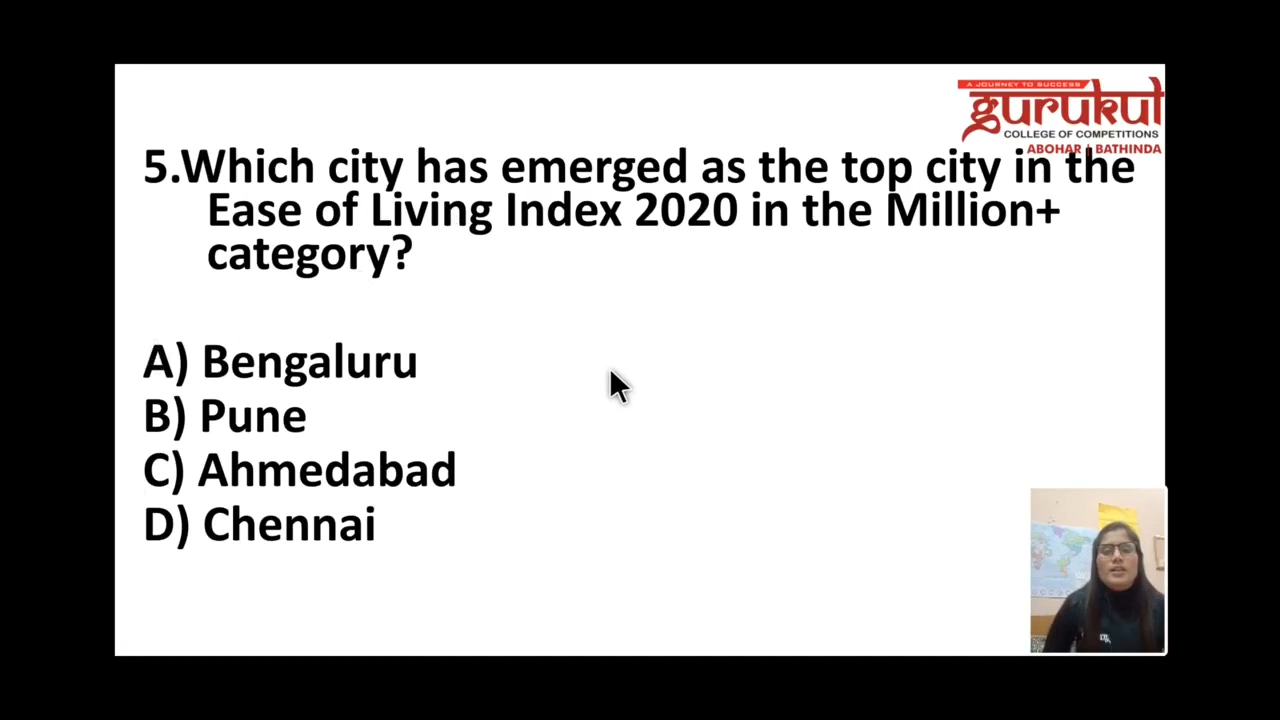 A JOURNEY TO SUCCESS
gurukul
COLLEGE OF COMPETITIONS
ABOHAR | BATHINDA
5.Which city has emerged as the top city in the
Ease of Living Index 2020 in the Million+
category?
A) Bengaluru
B) Pune
C) Ahmedabad
D) Chennai